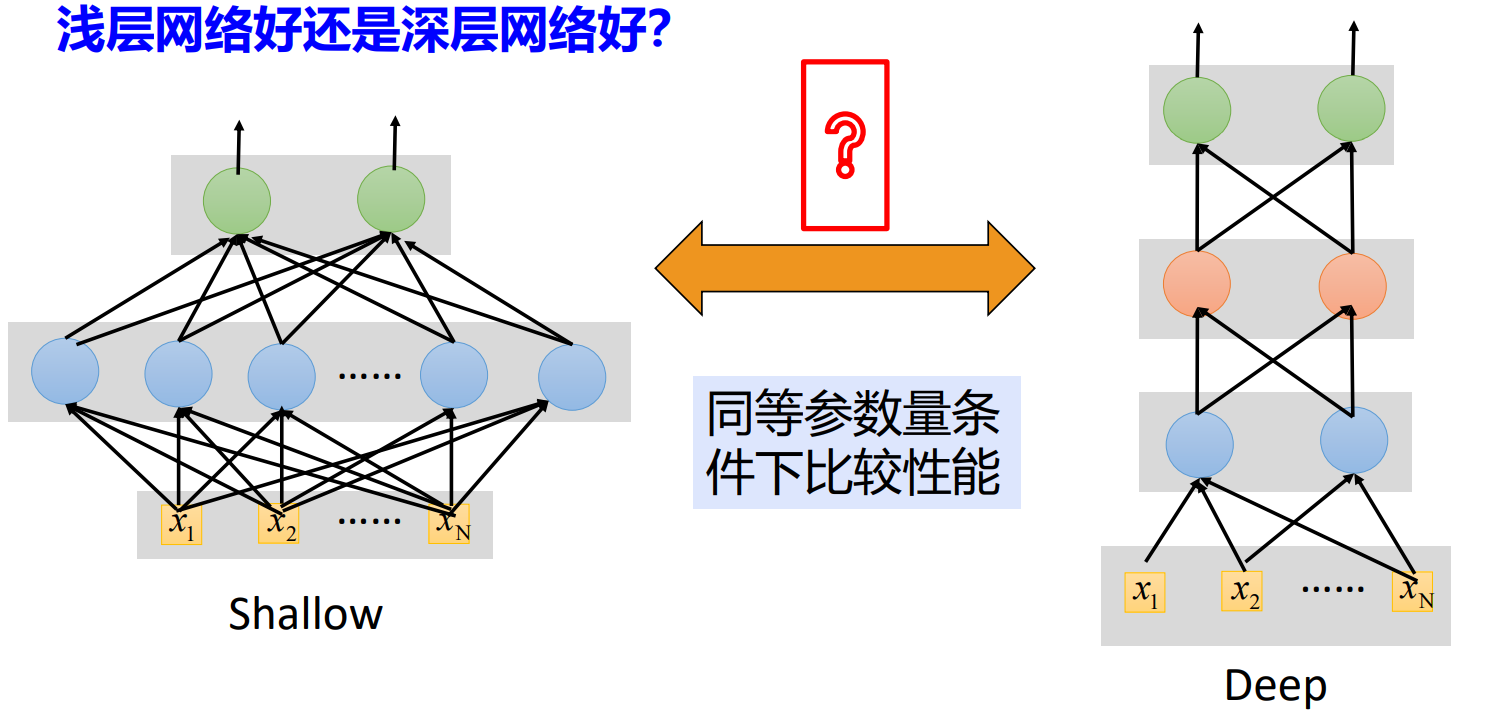 浅层网络好还是深层网络好?
?
同等参数量条
件下比较性能
x1 x2 …… xN
Shallow
x1 x2 …… xN
Deep